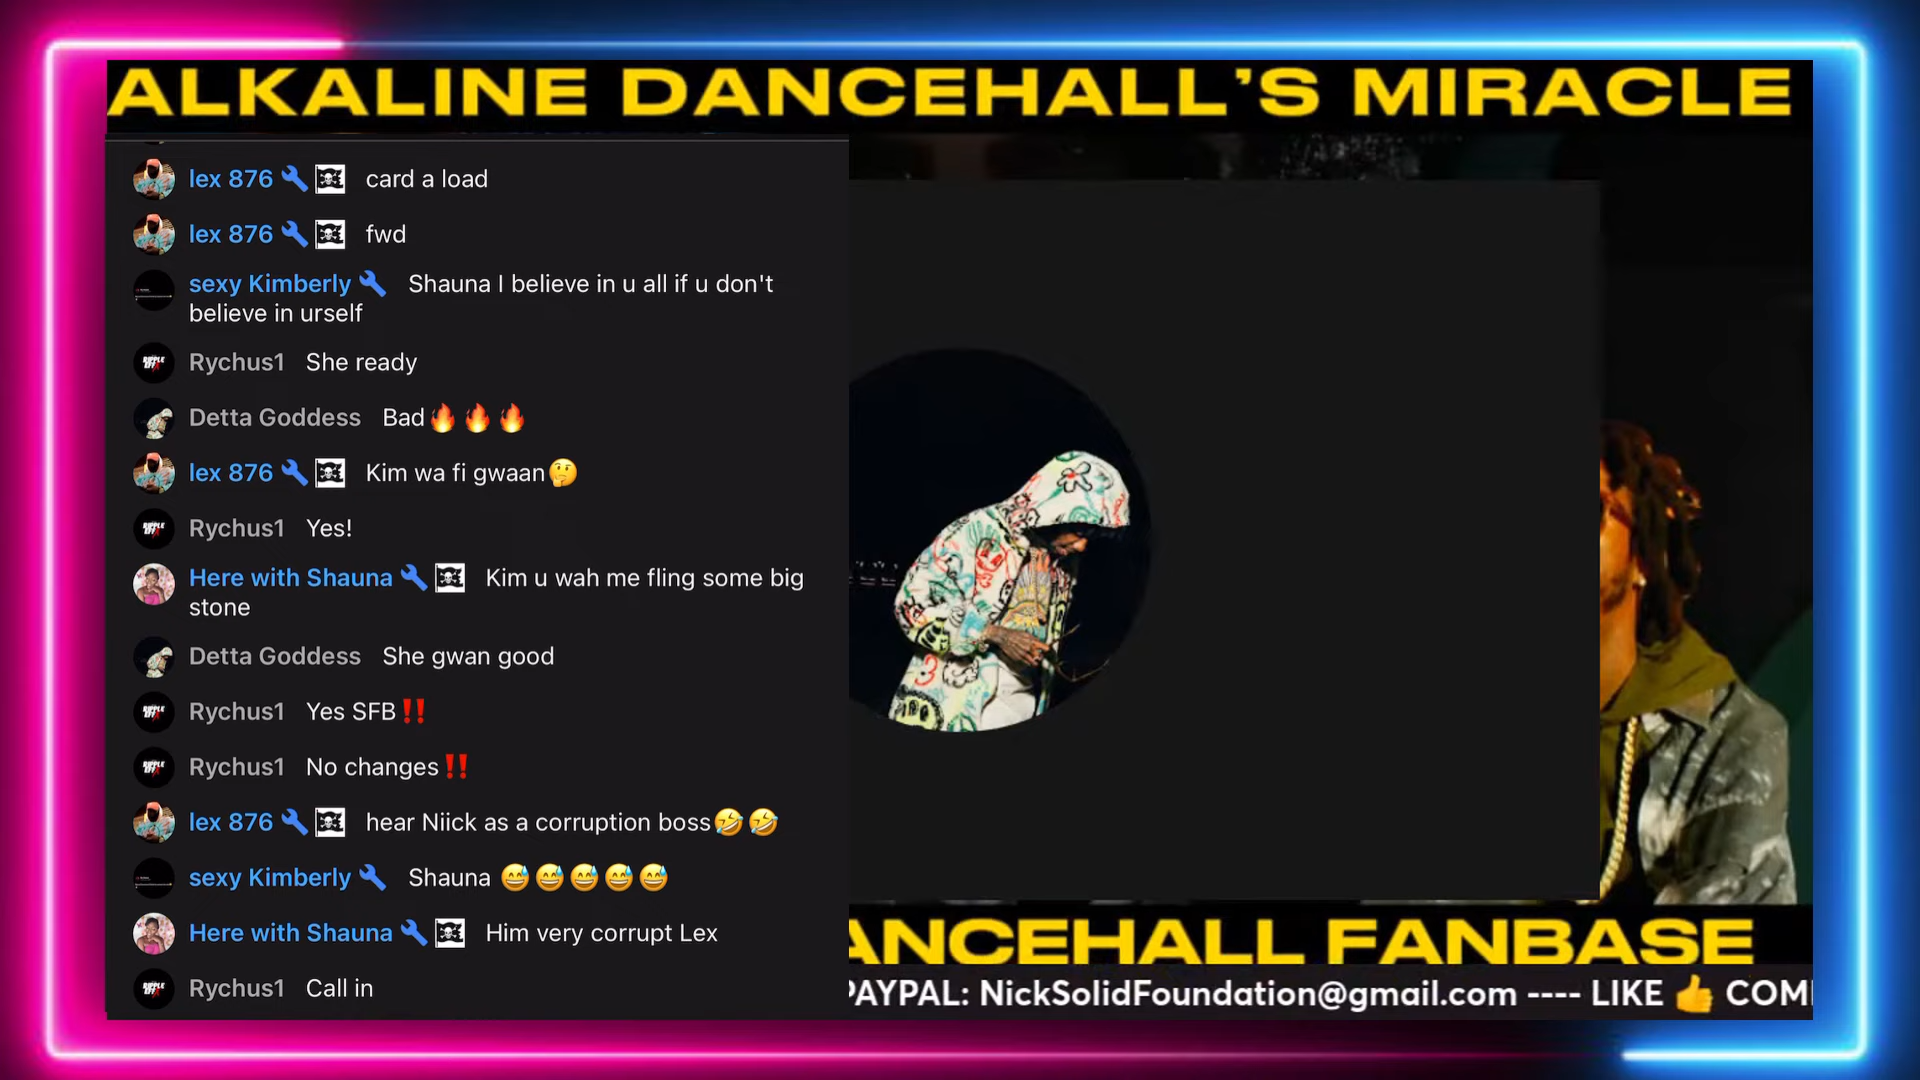 ALKALINE DANCEHALL’S MIRACLE
lex 876 card a load
lex 876 fwd
sexy Kimberly Shauna I believe in u all if u don't
believe in urself
Rychus1 She ready
Detta Goddess Bad🔥🔥🔥
lex 876 Kim wa fi gwaan🤔
Rychus1 Yes!
Here with Shauna Kim u wah me fling some big
stone
Detta Goddess She gwan good
Rychus1 Yes SFB‼️
Rychus1 No changes‼️
lex 876 hear Niick as a corruption boss🤣🤣
sexy Kimberly Shauna 😅😅😅😅😅
Here with Shauna Him very corrupt Lex
Rychus1 Call in
ANCEHALL FANBASE
PAYPAL: NickSolidFoundation@gmail.com ---- LIKE 👍 COM